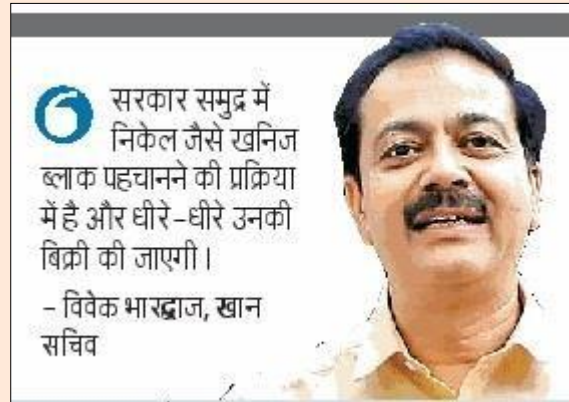 सरकार समुद्र में
निकेल जैसे खनिज
ब्लाक पहचानने की प्रक्रिया
में है और धीरे-धीरे उनकी
बिक्री की जाएगी।
– विवेक भारद्वाज, खान
सचिव